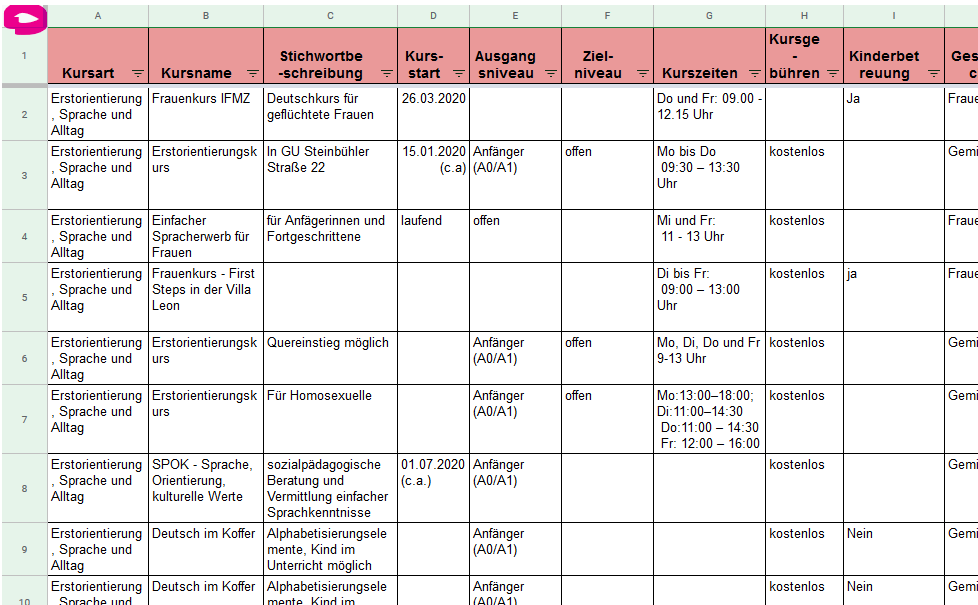 A B C D E F G H I
1
Kursart
Kursname
Stichwortbe
-schreibung
Kurs-
start
Ausgang
sniveau
Ziel-
niveau
Kurszeiten
Kursge
-
bühren
Kinderbet
reuung
Ges
c
2
Erstorientierung
, Sprache und
Alltag
Frauenkurs IFMZ
Deutschkurs für
geflüchtete Frauen
26.03.2020
Do und Fr: 09.00 -
12.15 Uhr
Ja
Fraue
3
Erstorientierung
, Sprache und
Alltag
Erstorientierungsk
urs
In GU Steinbühler
Straße 22
15.01.2020
(c.a)
Anfänger
(A0/A1)
offen
Mo bis Do
09:30 – 13:30
Uhr
kostenlos
Gemi
4
Erstorientierung
, Sprache und
Alltag
Einfacher
Spracherwerb für
Frauen
für Anfägerinnen und
Fortgeschrittene
laufend
offen
Mi und Fr:
11 - 13 Uhr
kostenlos
Fraue
5
Erstorientierung
, Sprache und
Alltag
Frauenkurs - First
Steps in der Villa
Leon
Di bis Fr:
09:00 – 13:00
Uhr
kostenlos
ja
Fraue
6
Erstorientierung
, Sprache und
Alltag
Erstorientierungsk
urs
Quereinstieg möglich
Anfänger
(A0/A1)
offen
Mo, Di, Do und Fr
9-13 Uhr
kostenlos
Gemi
7
Erstorientierung
, Sprache und
Alltag
Erstorientierungsk
urs
Für Homosexuelle
Anfänger
(A0/A1)
offen
Mo:13:00–18:00;
Di:11:00–14:30
Do:11:00 – 14:30
Fr: 12:00 – 16:00
kostenlos
Gemi
8
Erstorientierung
, Sprache und
Alltag
SPOK - Sprache,
Orientierung,
kulturelle Werte
sozialpädagogische
Beratung und
Vermittlung einfacher
Sprachkenntnisse
01.07.2020
(c.a.)
Anfänger
(A0/A1)
kostenlos
Gemi
9
Erstorientierung
, Sprache und
Alltag
Deutsch im Koffer
Alphabetisierungsele
mente, Kind im
Unterricht möglich
Anfänger
(A0/A1)
kostenlos
Nein
Gemi
10
Erstorientierung
, Sprache und
Deutsch im Koffer
Alphabetisierungsele
mente, Kind im
Anfänger
(A0/A1)
kostenlos
Nein
Gemi